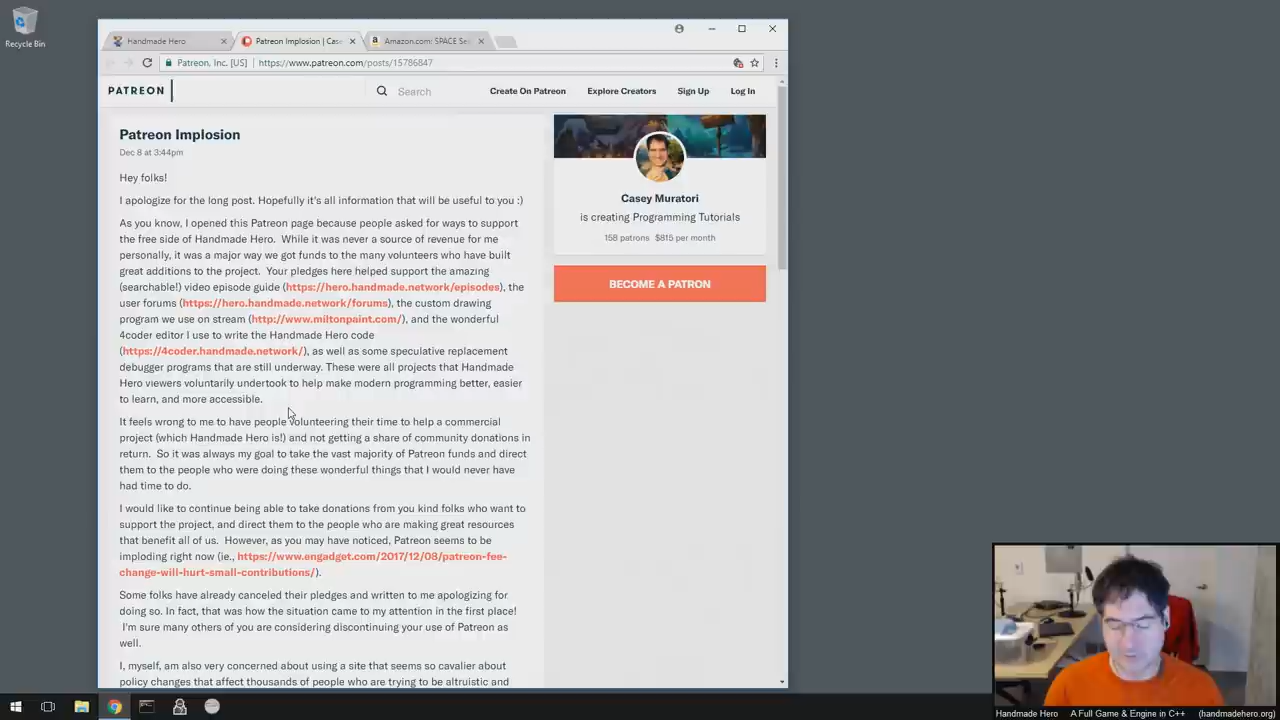 Recycle Bin
Handmade Hero
Patreon Implosion | Case
Amazon.com: SPACE Se
Patreon, Inc. [US]
https://www.patreon.com/posts/15786847
PATREON
Search
Create On Patreon
Explore Creators
Sign Up
Log In
Patreon Implosion
Dec 8 at 3:44pm
Hey folks!
I apologize for the long post. Hopefully it's all information that will be useful to you :)
As you know, I opened this Patreon page because people asked for ways to support
the free side of Handmade Hero. While it was never a source of revenue for me
personally, it was a major way we got funds to the many volunteers who have built
great additions to the project. Your pledges here helped support the amazing
(searchable!) video episode guide (https://hero.handmade.network/episodes), the
user forums (https://hero.handmade.network/forums), the custom drawing
program we use on stream (http://www.miltonpaint.com/), and the wonderful
4coder editor I use to write the Handmade Hero code
(https://4coder.handmade.network/), as well as some speculative replacement
debugger programs that are still underway. These were all projects that Handmade
Hero viewers voluntarily undertook to help make modern programming better, easier
to learn, and more accessible.
It feels wrong to me to have people volunteering their time to help a commercial
project (which Handmade Hero is!) and not getting a share of community donations in
return. So it was always my goal to take the vast majority of Patreon funds and direct
them to the people who were doing these wonderful things that I would never have
had time to do.
I would like to continue being able to take donations from you kind folks who want to
support the project, and direct them to the people who are making great resources
that benefit all of us. However, as you may have noticed, Patreon seems to be
imploding right now (ie., https://www.engadget.com/2017/12/08/patreon-fee-
change-will-hurt-small-contributions/).
Some folks have already canceled their pledges and written to me apologizing for
doing so. In fact, that was how the situation came to my attention in the first place!
I'm sure many others of you are considering discontinuing your use of Patreon as
well.
I, myself, am also very concerned about using a site that seems so cavalier about
policy changes that affect thousands of people who are trying to be altruistic and
Casey Muratori
is creating Programming Tutorials
158 patrons $815 per month
BECOME A PATRON
Handmade Hero
A Full Game & Engine in C++
(handmadehero.org)